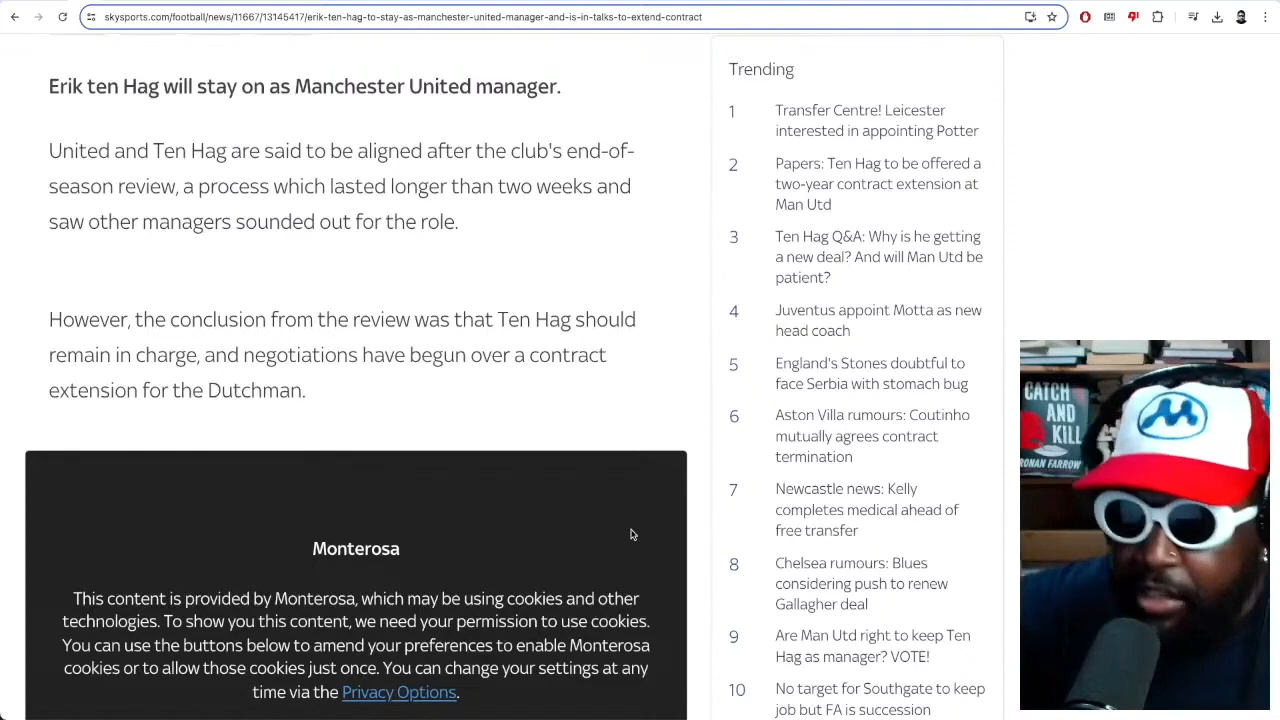 skysports.com/football/news/11667/13145417/erik-ten-hag-to-stay-as-manchester-united-manager-and-is-in-talks-to-extend-contract
Erik ten Hag will stay on as Manchester United manager.
United and Ten Hag are said to be aligned after the club's end-of-
season review, a process which lasted longer than two weeks and
saw other managers sounded out for the role.
However, the conclusion from the review was that Ten Hag should
remain in charge, and negotiations have begun over a contract
extension for the Dutchman.
Monterosa
This content is provided by Monterosa, which may be using cookies and other
technologies. To show you this content, we need your permission to use cookies.
You can use the buttons below to amend your preferences to enable Monterosa
cookies or to allow those cookies just once. You can change your settings at any
time via the Privacy Options.
Trending
1 Transfer Centre! Leicester
interested in appointing Potter
2 Papers: Ten Hag to be offered a
two-year contract extension at
Man Utd
3 Ten Hag Q&A: Why is he getting
a new deal? And will Man Utd be
patient?
4 Juventus appoint Motta as new
head coach
5 England's Stones doubtful to
face Serbia with stomach bug
6 Aston Villa rumours: Coutinho
mutually agrees contract
termination
7 Newcastle news: Kelly
completes medical ahead of
free transfer
8 Chelsea rumours: Blues
considering push to renew
Gallagher deal
9 Are Man Utd right to keep Ten
Hag as manager? VOTE!
10 No target for Southgate to keep
job but FA is succession
CATCH
AND
KILL
RONAN FARROW
M